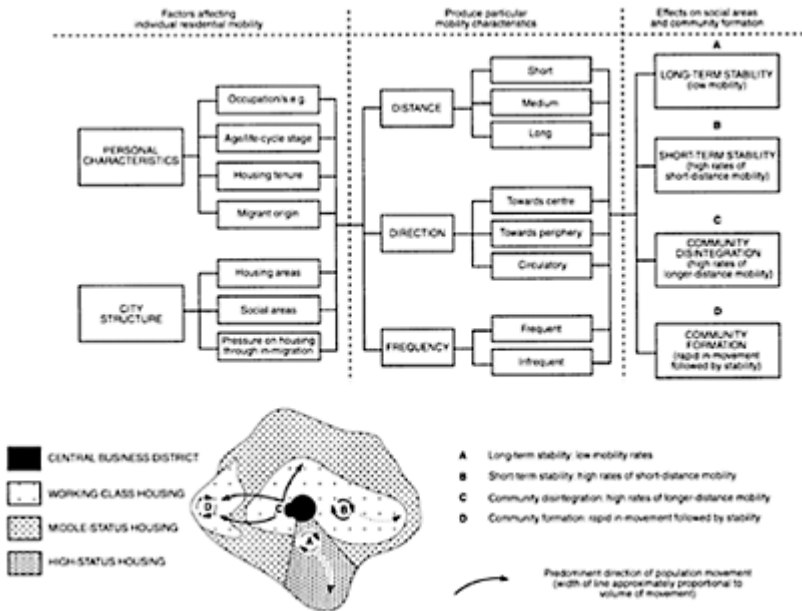 Factors affecting
individual residential mobility
Produce particular
mobility characteristics
Effects on social areas
and community formation
PERSONAL
CHARACTERISTICS
Occupation/s e.g.
Age/life-cycle stage
Housing tenure
Migrant origin
CITY
STRUCTURE
Housing areas
Social areas
Pressure on housing
through in-migration
DISTANCE
Short
Medium
Long
DIRECTION
Towards centre
Towards periphery
Circulatory
FREQUENCY
Frequent
Infrequent
A
LONG-TERM STABILITY
(low mobility)
B
SHORT-TERM STABILITY
(high rates of
short-distance mobility)
C
COMMUNITY
DISINTEGRATION
(high rates of
longer-distance mobility)
D
COMMUNITY
FORMATION
(rapid in-movement
followed by stability)
CENTRAL BUSINESS DISTRICT
WORKING CLASS HOUSING
MIDDLE-STATUS HOUSING
HIGH-STATUS HOUSING
D
C
B
A
A Long-term stability: low mobility rates
B Short-term stability: high rates of short-distance mobility
C Community disintegration: high rates of longer-distance mobility
D Community formation: rapid in-movement followed by stability
Predominent direction of population movement
(width of line approximately proportional to
volume of movement)